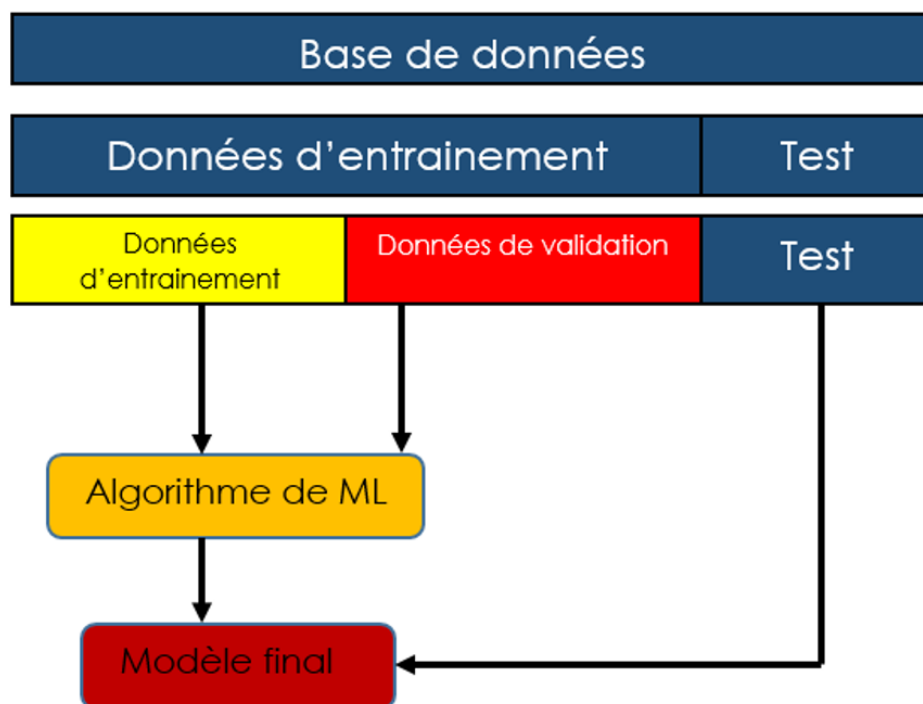 Base de données
Données d'entrainement
Test
Données
d'entrainement
Données de validation
Test
Algorithme de ML
Modèle final